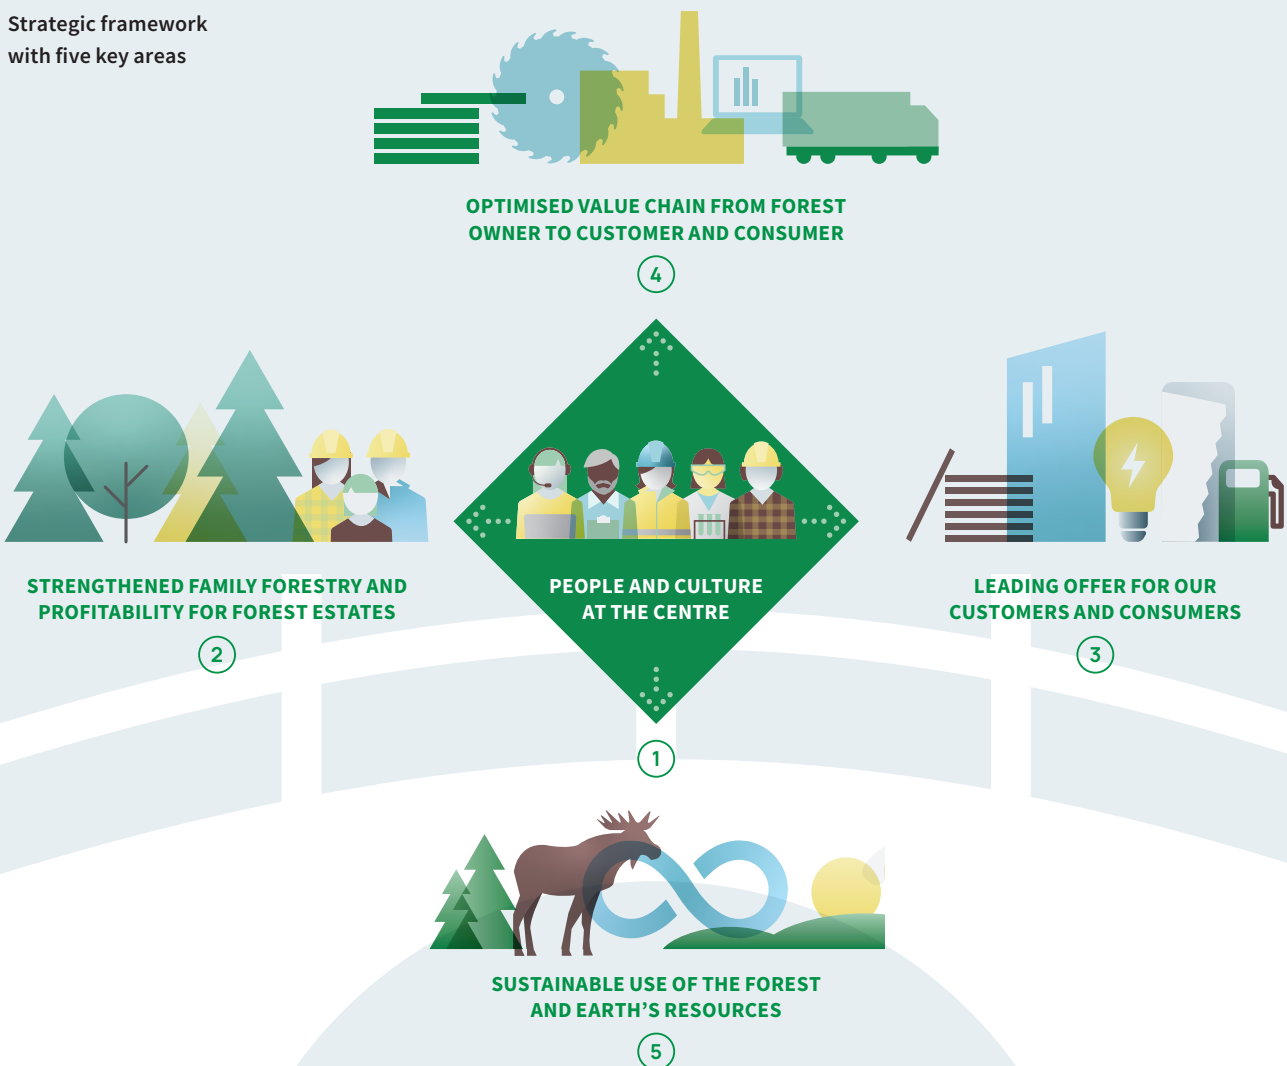 Strategic framework
with five key areas
OPTIMISED VALUE CHAIN FROM FOREST
OWNER TO CUSTOMER AND CONSUMER
4
STRENGTHENED FAMILY FORESTRY AND
PROFITABILITY FOR FOREST ESTATES
2
PEOPLE AND CULTURE
AT THE CENTRE
1
LEADING OFFER FOR OUR
CUSTOMERS AND CONSUMERS
3
SUSTAINABLE USE OF THE FOREST
AND EARTH’S RESOURCES
5